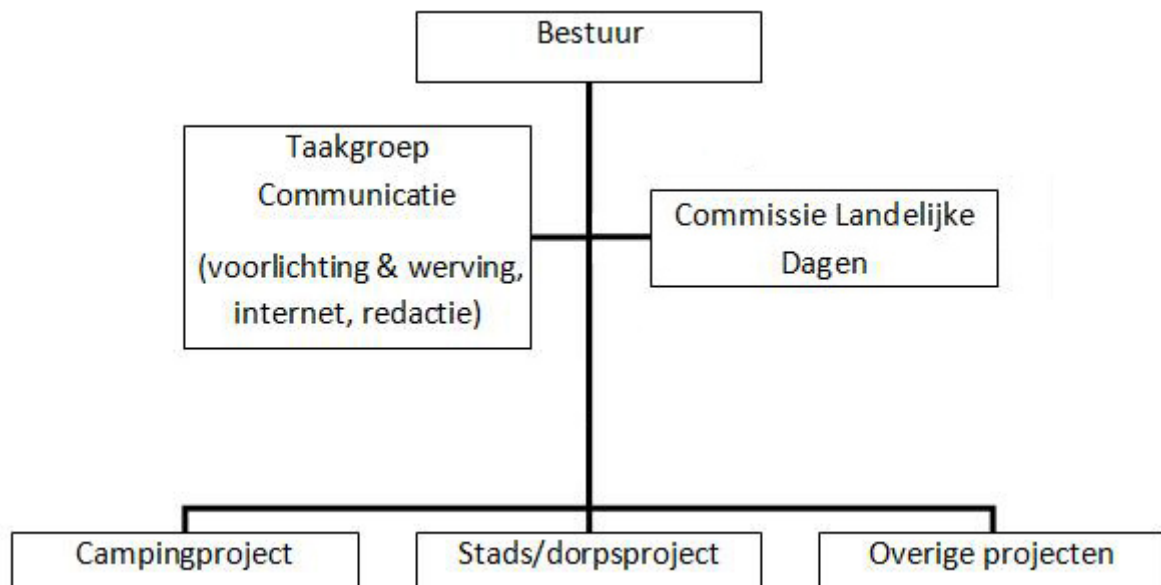 Bestuur
Taakgroep
Communicatie
(voorlichting & werving,
internet, redactie)
Commissie Landelijke
Dagen
Campingproject
Stads/dorpsproject
Overige projecten